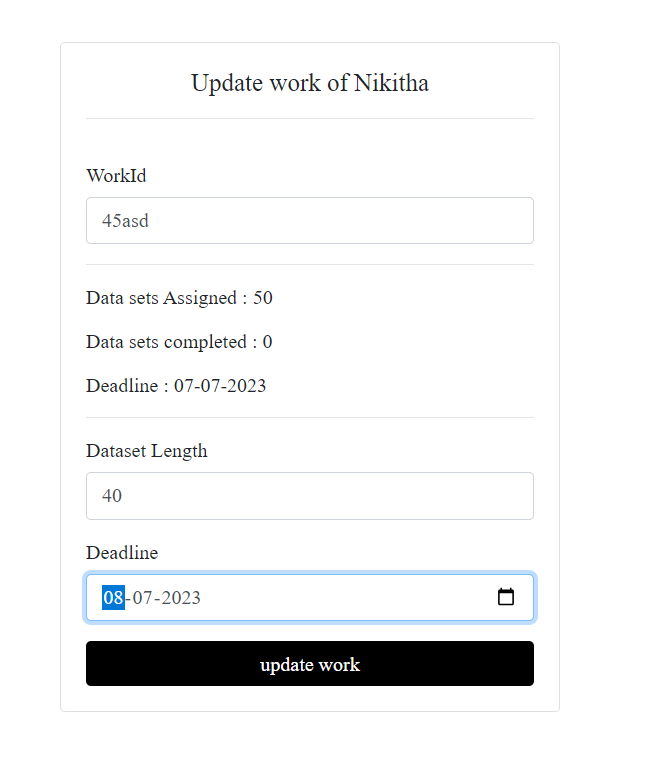 Update work of Nikitha
WorkId
45asd
Data sets Assigned : 50
Data sets completed : 0
Deadline : 07-07-2023
Dataset Length
40
Deadline
08-07-2023
update work